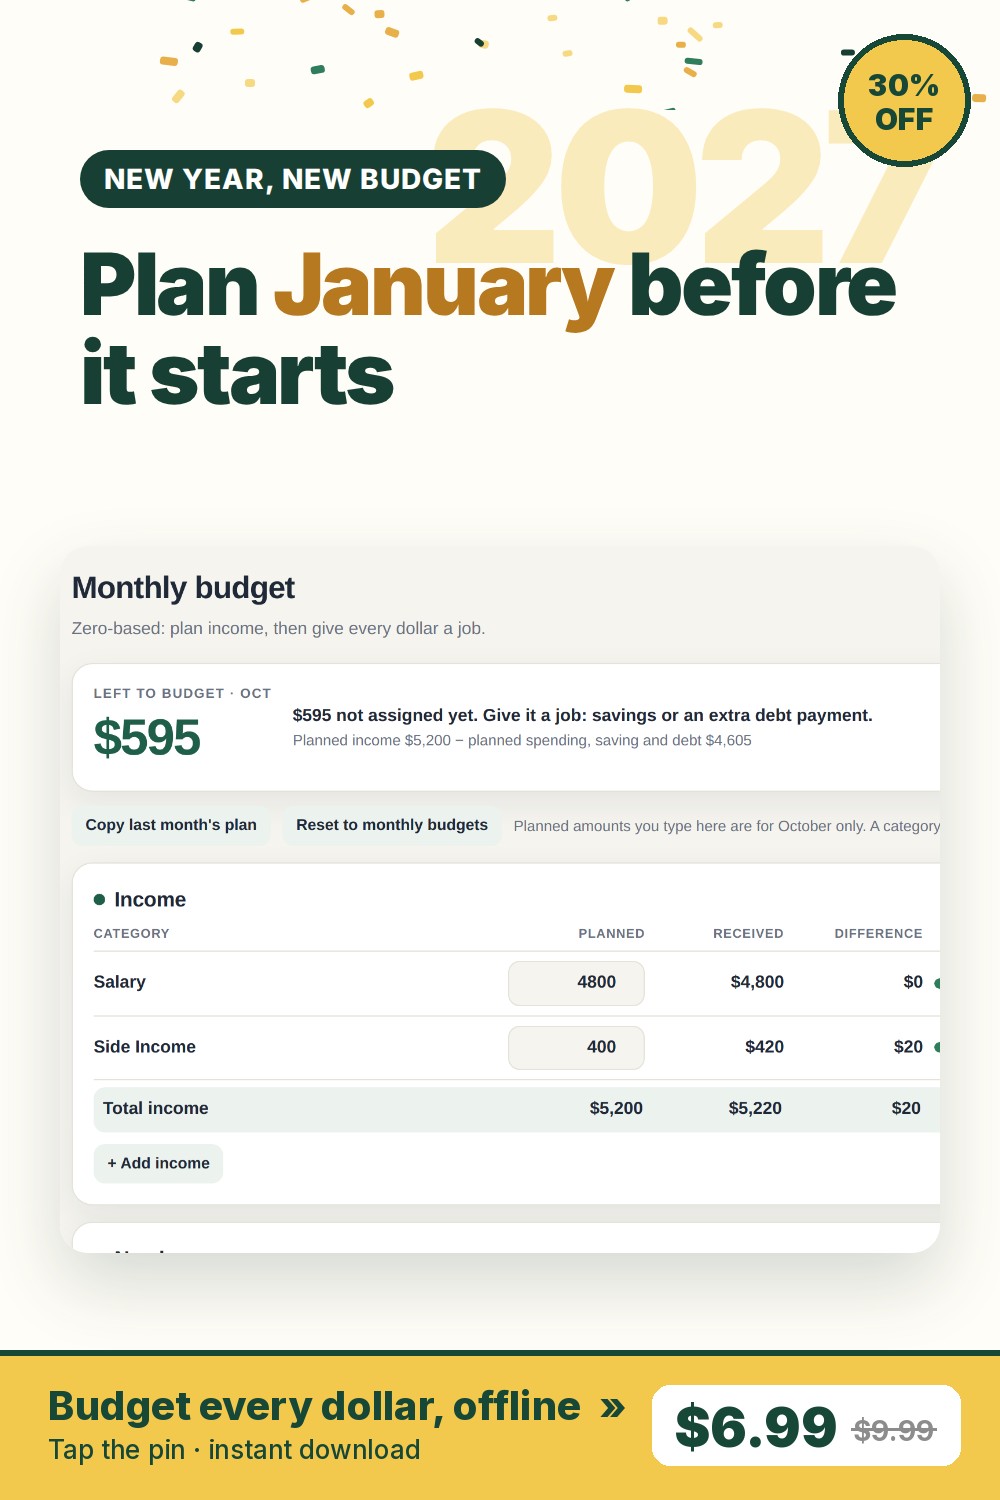 30%
OFF
2027
NEW YEAR, NEW BUDGET
Plan January before
it starts
Monthly budget
Zero-based: plan income, then give every dollar a job.
LEFT TO BUDGET · OCT
$595
$595 not assigned yet. Give it a job: savings or an extra debt payment.
Planned income $5,200 − planned spending, saving and debt $4,605
Copy last month's plan Reset to monthly budgets Planned amounts you type here are for October only. A category
Income
CATEGORY PLANNED RECEIVED DIFFERENCE
Salary 4800 $4,800 $0
Side Income 400 $420 $20
Total income $5,200 $5,220 $20
+ Add income
Budget every dollar, offline »
Tap the pin · instant download
$6.99 $9.99